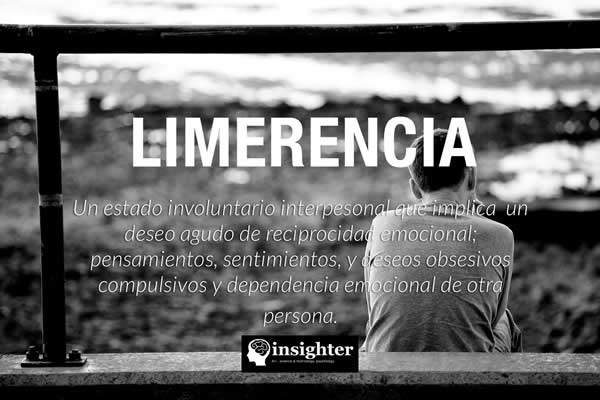 LIMERENCIA
Un estado involuntario interpesonal que implica un
deseo agudo de reciprocidad emocional;
pensamientos, sentimientos, y deseos obsesivos
compulsivos y dependencia emocional de otra
persona.
insighter